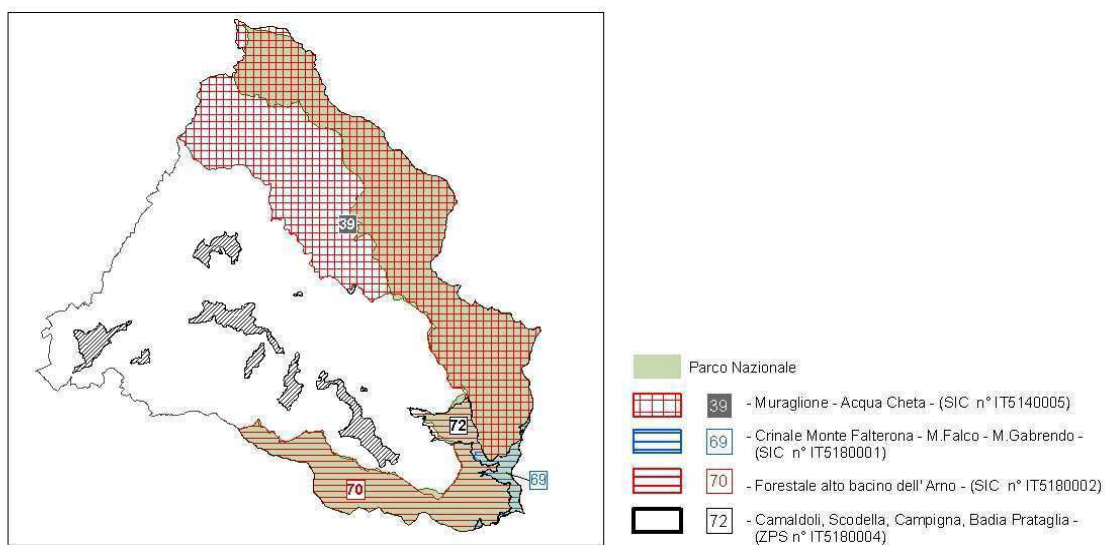 39
72
69
70
Parco Nazionale
39 - Muraglione - Acqua Cheta - (SIC n° IT5140005)
69 - Crinale Monte Falterona - M.Falco - M.Gabrendo -
(SIC n° IT5180001)
70 - Forestale alto bacino dell' Arno - (SIC n° IT5180002)
72 - Camaldoli, Scodella, Campigna, Badia Prataglia -
(ZPS n° IT5180004)